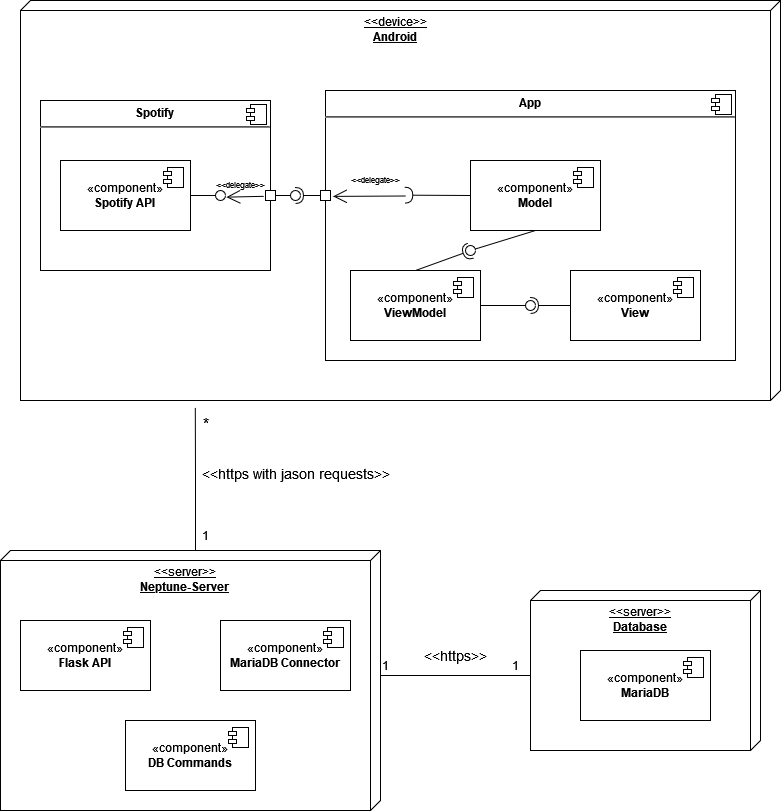 <<device>>
Android
Spotify
App
«component»
Spotify API
<<delegate>>
<<delegate>>
«component»
Model
«component»
ViewModel
«component»
View
*
<<https with jason requests>>
1
<<server>>
Neptune-Server
«component»
Flask API
«component»
MariaDB Connector
«component»
DB Commands
1
<<https>>
1
<<server>>
Database
«component»
MariaDB